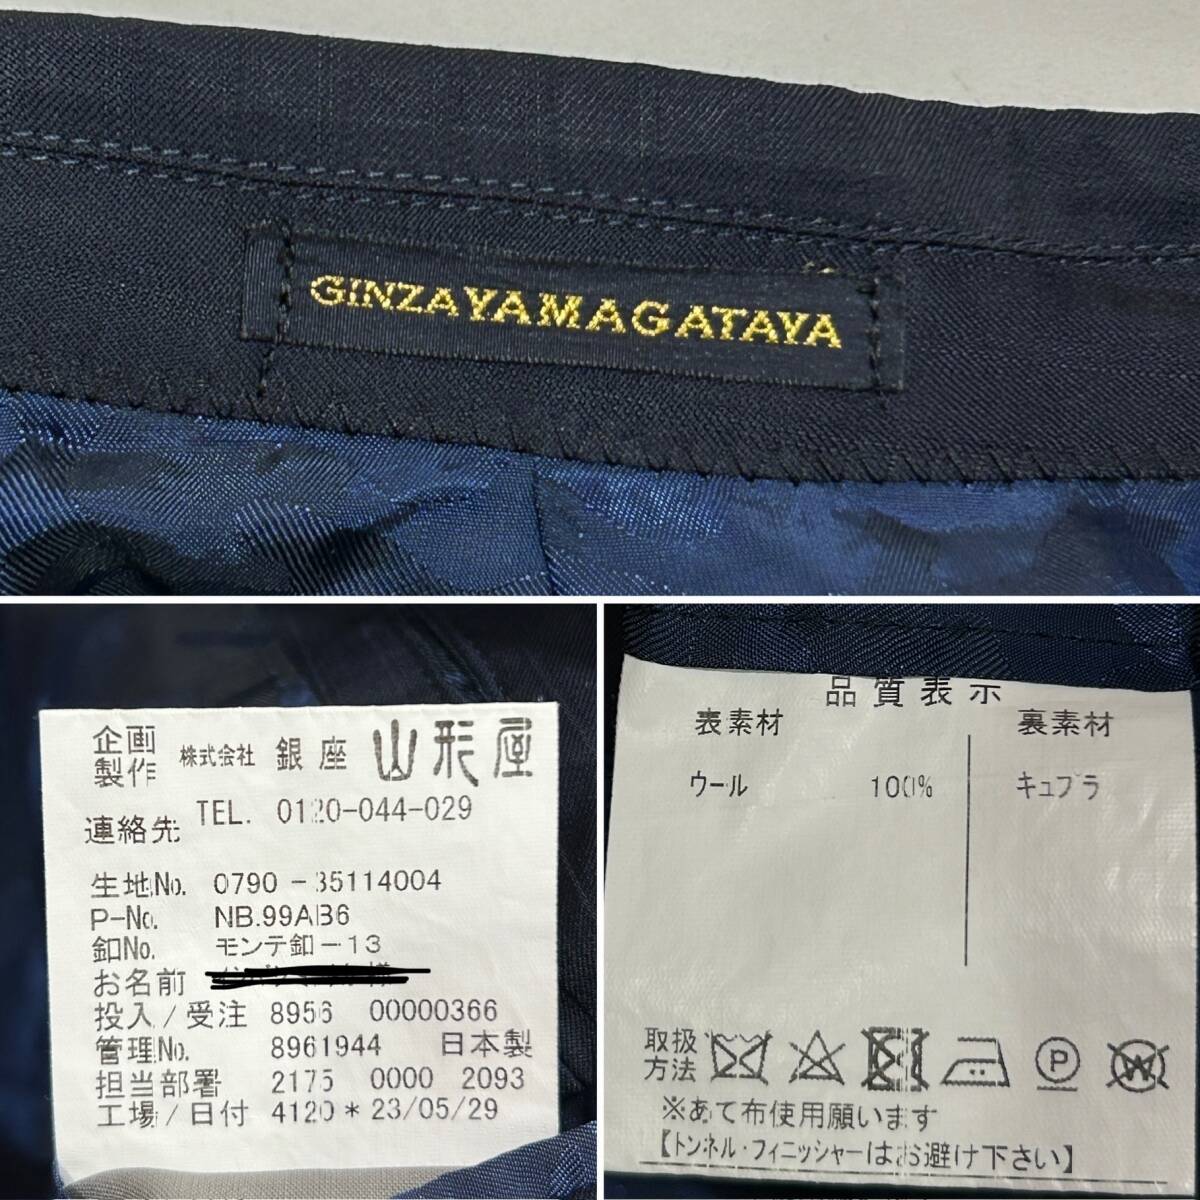 GINZAYAMAGATAYA
企画
製作 株式会社 銀座 山形屋
連絡先 TEL. 0120-044-029
生地No. 0790-35114004
P-No. NB.99AB6
釦No. モンテ釦-13
お名前
投入/受注 8956 00000366
管理No. 8961944 日本製
担当部署 2175 0000 2093
工場/日付 4120*23/05/29
品質表示
表素材 裏素材
ウール 100% キュプラ
取扱
方法
P
W
※あて布使用願います
【トンネル・フィニッシャーはお避け下さい】